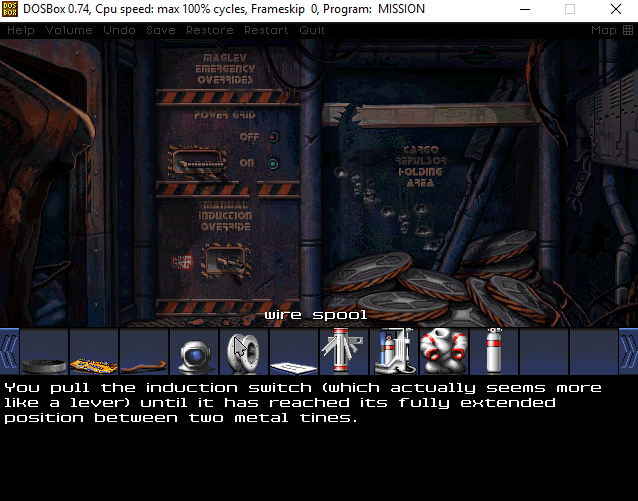 DOSBox 0.74, Cpu speed: max 100% cycles, Frameskip 0, Program: MISSION
Help Volume Undo Save Restore Restart Quit Map
MAGLEV
EMERGENCY
OVERRIDES
POWER GRID
OFF
ON
MANUAL
INDUCTION
OVERRIDE
CARGO
REPULSOR
HOLDING
AREA
wire spool
You pull the induction switch (which actually seems more
like a lever) until it has reached its fully extended
position between two metal tines.